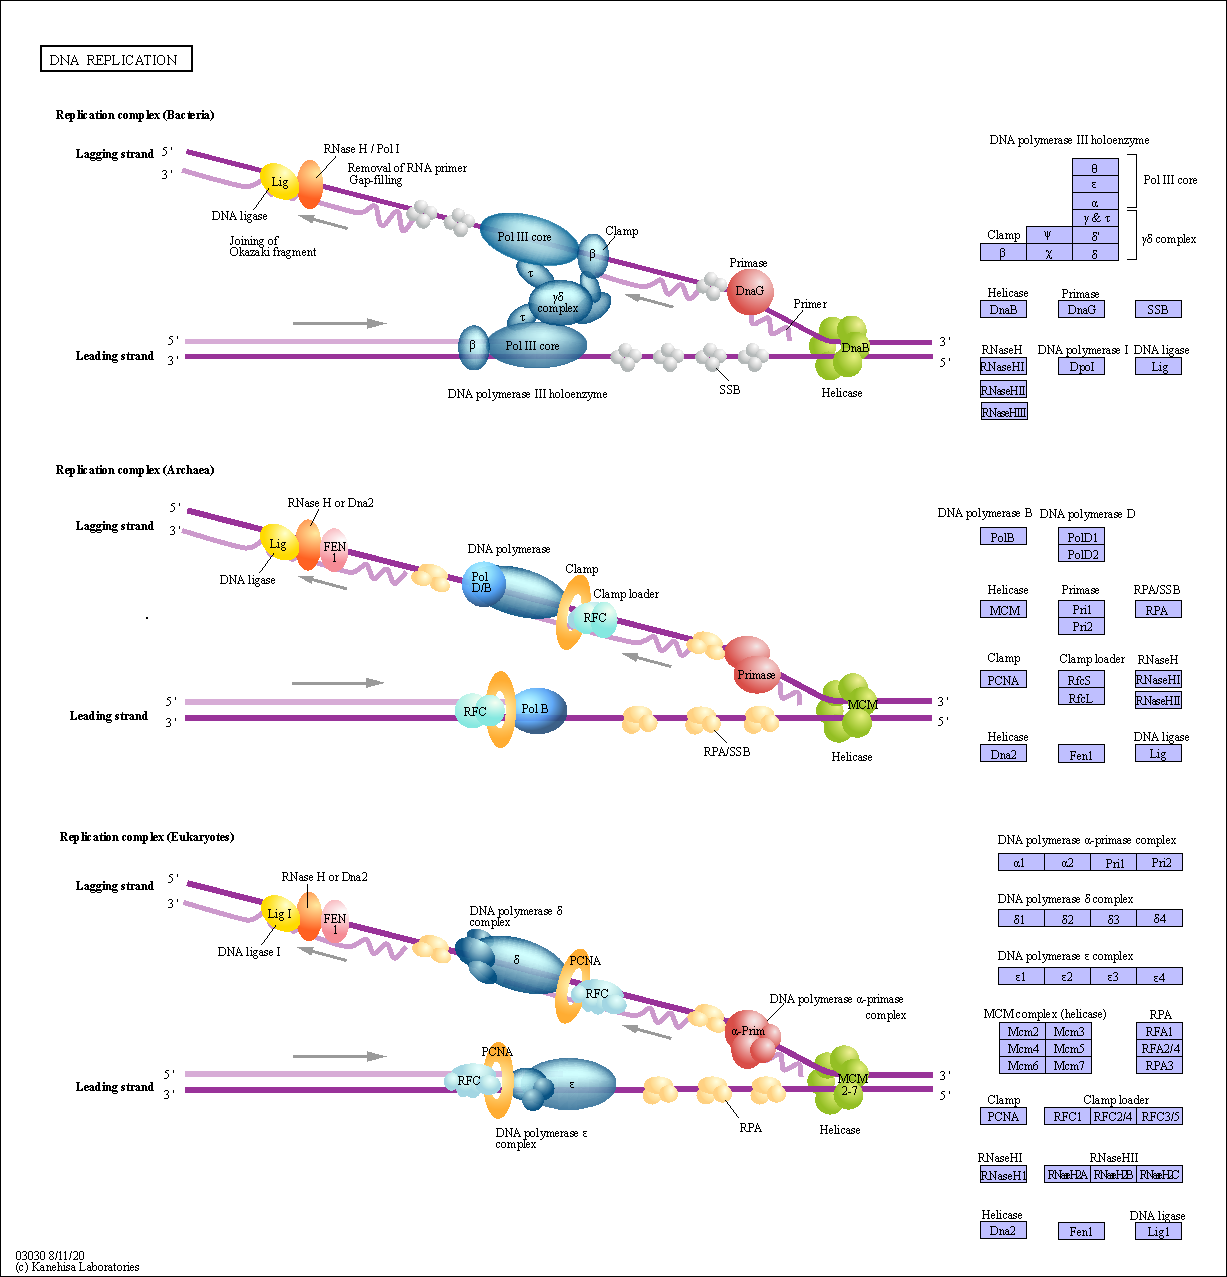 DNA REPLICATION
Replication complex (Bacteria)
Lagging strand
5'
3'
Lig
RNase H / Pol I
Removal of RNA primer
Gap-filling
DNA ligase
Joining of
Okazaki fragment
Pol III core
Clamp
β
τ
γδ
complex
τ
Primase
DnaG
Primer
5'
Leading strand
3'
β
Pol III core
DnaB
3'
5'
SSB
Helicase
DNA polymerase III holoenzyme
DNA polymerase III holoenzyme
θ
ε
α
Pol III core
γ & τ
Clamp
ψ
δ'
γδ complex
β
χ
δ
Helicase
Primase
DnaB
DnaG
SSB
RNaseH
DNA polymerase I
DNA ligase
RNaseHI
DpoI
Lig
RNaseHII
RNaseHIII
Replication complex (Archaea)
Lagging strand
5'
3'
RNase H or Dna2
Lig
FEN
1
DNA ligase
DNA polymerase
Pol
D/B
Clamp
Clamp loader
RFC
Primase
5'
Leading strand
3'
RFC
Pol B
MCM
3'
5'
RPA/SSB
Helicase
DNA polymerase B
DNA polymerase D
PolB
PolD1
PolD2
Helicase
Primase
RPA/SSB
MCM
Pri1
RPA
Pri2
Clamp
Clamp loader
RNaseH
PCNA
RfcS
RNaseHI
RfcL
RNaseHII
Helicase
DNA ligase
Dna2
Fen1
Lig
Replication complex (Eukaryotes)
Lagging strand
5'
3'
RNase H or Dna2
Lig I
FEN
1
DNA ligase I
DNA polymerase δ
complex
δ
PCNA
RFC
DNA polymerase α-primase
complex
α-Prim
5'
Leading strand
3'
PCNA
RFC
ε
MCM
2-7
3'
5'
DNA polymerase ε
complex
RPA
Helicase
DNA polymerase α-primase complex
α1
α2
Pri1
Pri2
DNA polymerase δ complex
δ1
δ2
δ3
δ4
DNA polymerase ε complex
ε1
ε2
ε3
ε4
MCM complex (helicase)
RPA
Mcm2
Mcm3
RFA1
Mcm4
Mcm5
RFA2/4
Mcm6
Mcm7
RPA3
Clamp
Clamp loader
PCNA
RFC1
RFC2/4
RFC3/5
RNaseHI
RNaseHII
RNaseH1
RNaseH2A
RNaseH2B
RNaseH2C
Helicase
DNA ligase
Dna2
Fen1
Lig1
03030 8/11/20
(c) Kanehisa Laboratories